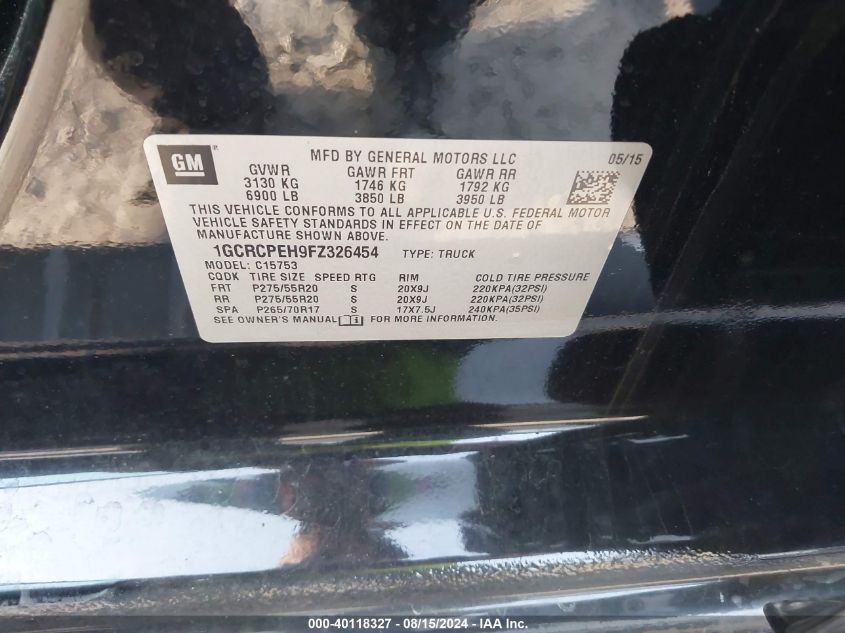 GM
MFD BY GENERAL MOTORS LLC 05/15
GVWR GAWR FRT GAWR RR
3130 KG 1746 KG 1792 KG
6900 LB 3850 LB 3950 LB
THIS VEHICLE CONFORMS TO ALL APPLICABLE U.S. FEDERAL MOTOR
VEHICLE SAFETY STANDARDS IN EFFECT ON THE DATE OF
MANUFACTURE SHOWN ABOVE.
1GCRCPEH9FZ326454 TYPE: TRUCK
MODEL: C15753
CQDK TIRE SIZE SPEED RTG RIM COLD TIRE PRESSURE
FRT P275/55R20 S 20X9J 220KPA(32PSI)
RR P275/55R20 S 20X9J 220KPA(32PSI)
SPA P265/70R17 S 17X7.5J 240KPA(35PSI)
SEE OWNER'S MANUAL FOR MORE INFORMATION.
000-40118327 - 08/15/2024 - IAA Inc.